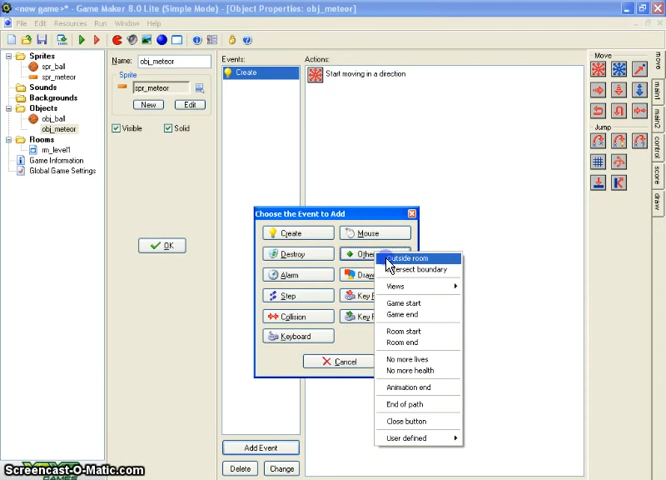 <new game>* - Game Maker 8.0 Lite (Simple Mode) - [Object Properties: obj_meteor]
File Edit Resources Run Window Help
Sprites
spr_ball
spr_meteor
Sounds
Backgrounds
Objects
obj_ball
obj_meteor
Rooms
rm_level1
Game Information
Global Game Settings
Name: obj_meteor
Sprite
spr_meteor
New Edit
Visible Solid
OK
Events:
Create
Add Event
Delete Change
Actions:
Start moving in a direction
Choose the Event to Add
Create Mouse
Destroy
Alarm
Step
Collision
Keyboard
Cancel
Outside room
Intersect boundary
Views
Game start
Game end
Room start
Room end
No more lives
No more health
Animation end
End of path
Close button
User defined
Move
Jump
move
main1
main2
control
score
draw
Screencast-O-Matic.com